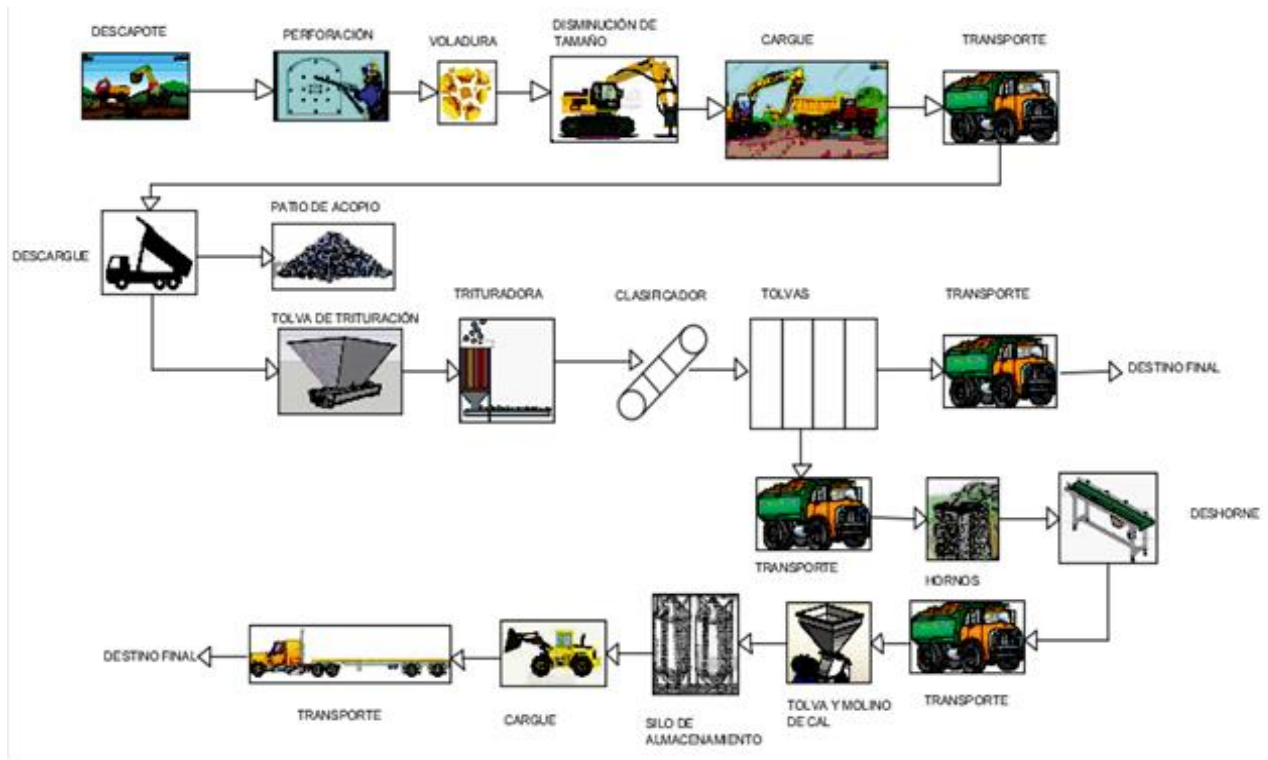 DESCAPOTE
PERFORACIÓN
VOLADURA
DISMINUCIÓN DE
TAMAÑO
CARGUE
TRANSPORTE
DESCARGUE
PATIO DE ACOPIO
TOLVA DE TRITURACIÓN
TRITURADORA
CLASIFICADOR
TOLVAS
TRANSPORTE
DESTINO FINAL
TRANSPORTE
HORNOS
DESHORNE
TRANSPORTE
TOLVA Y MOLINO
DE CAL
SILO DE
ALMACENAMIENTO
CARGUE
TRANSPORTE
DESTINO FINAL